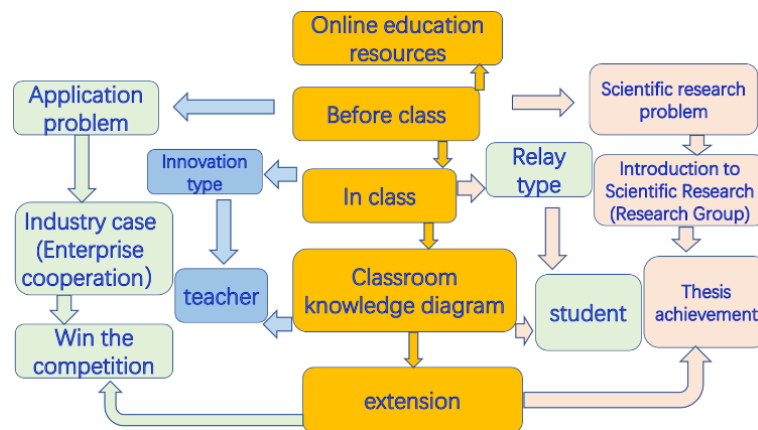 Online education
resources
Application
problem
Before class
Scientific research
problem
Innovation
type
In class
Relay
type
Introduction to
Scientific Research
(Research Group)
Industry case
(Enterprise
cooperation)
teacher
Classroom
knowledge diagram
student
Thesis
achievement
Win the
competition
extension